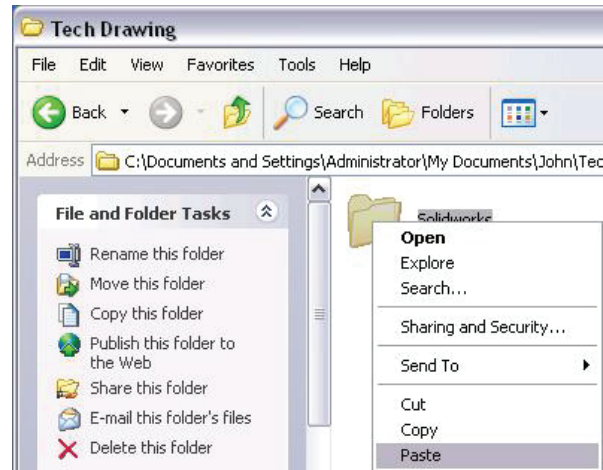 Tech Drawing
File Edit View Favorites Tools Help
Back Search Folders
Address C:\Documents and Settings\Administrator\My Documents\John\Tec
File and Folder Tasks
Rename this folder
Move this folder
Copy this folder
Publish this folder to
the Web
Share this folder
E-mail this folder's files
Delete this folder
Solidworks
Open
Explore
Search...
Sharing and Security...
Send To
Cut
Copy
Paste